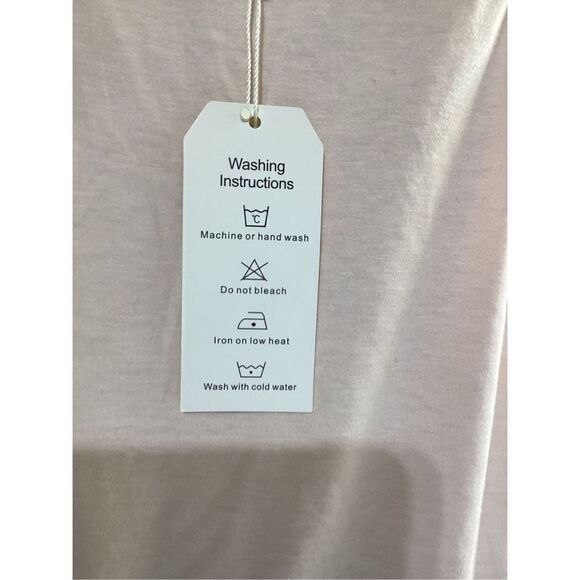 Washing
Instructions
°C
Machine or hand wash
Do not bleach
Iron on low heat
Wash with cold water